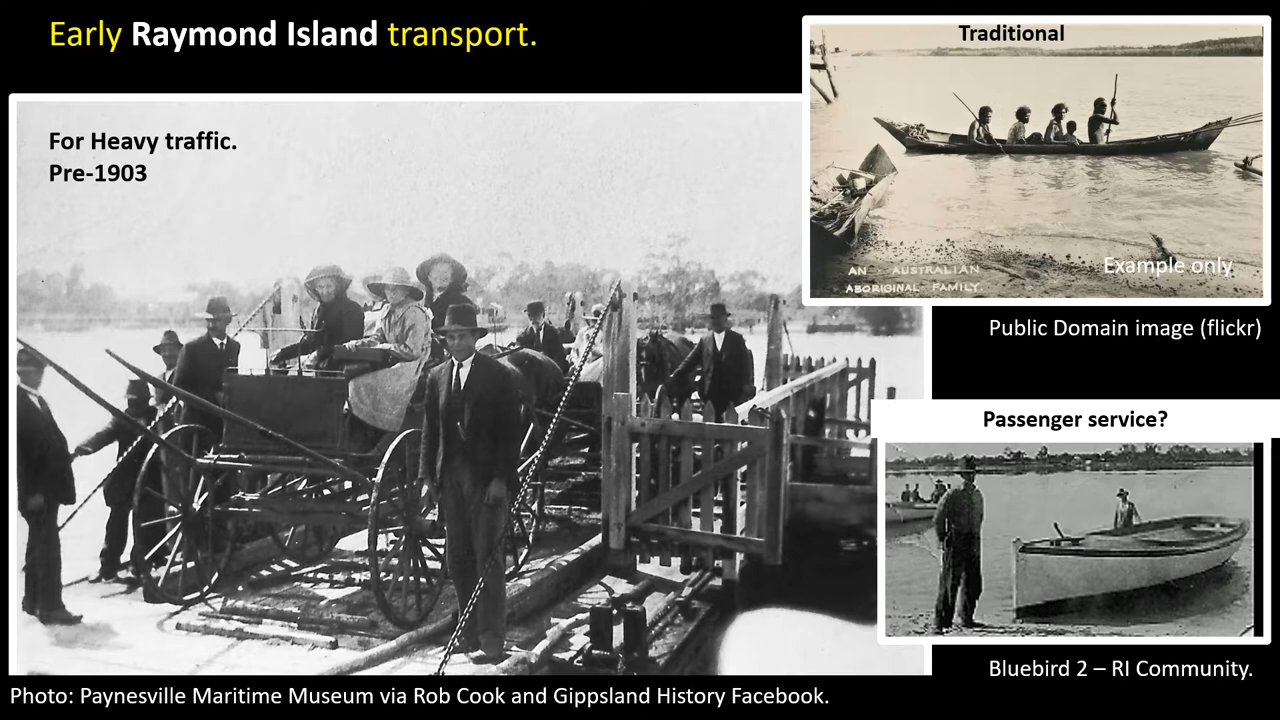 Early Raymond Island transport.
For Heavy traffic.
Pre-1903
Photo: Paynesville Maritime Museum via Rob Cook and Gippsland History Facebook.
Traditional
Example only
AN AUSTRALIAN
ABORIGINAL FAMILY.
Public Domain image (flickr)
Passenger service?
Bluebird 2 – RI Community.